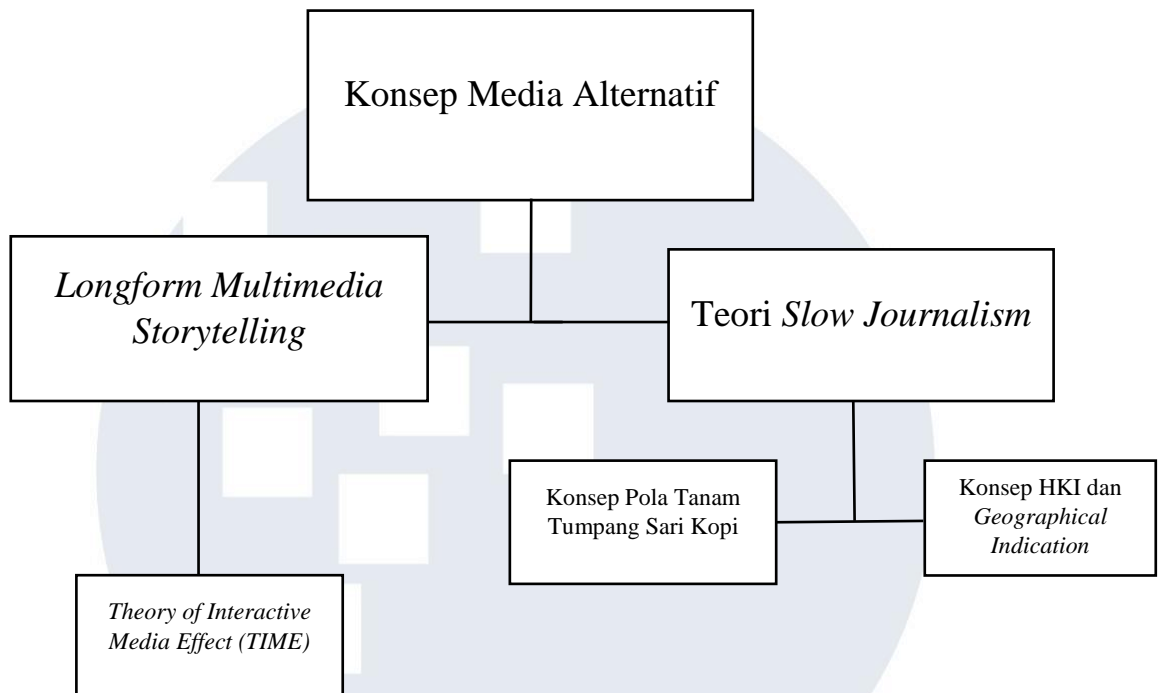 Konsep Media Alternatif
Longform Multimedia
Storytelling
Teori Slow Journalism
Konsep Pola Tanam
Tumpang Sari Kopi
Konsep HKI dan
Geographical
Indication
Theory of Interactive
Media Effect (TIME)